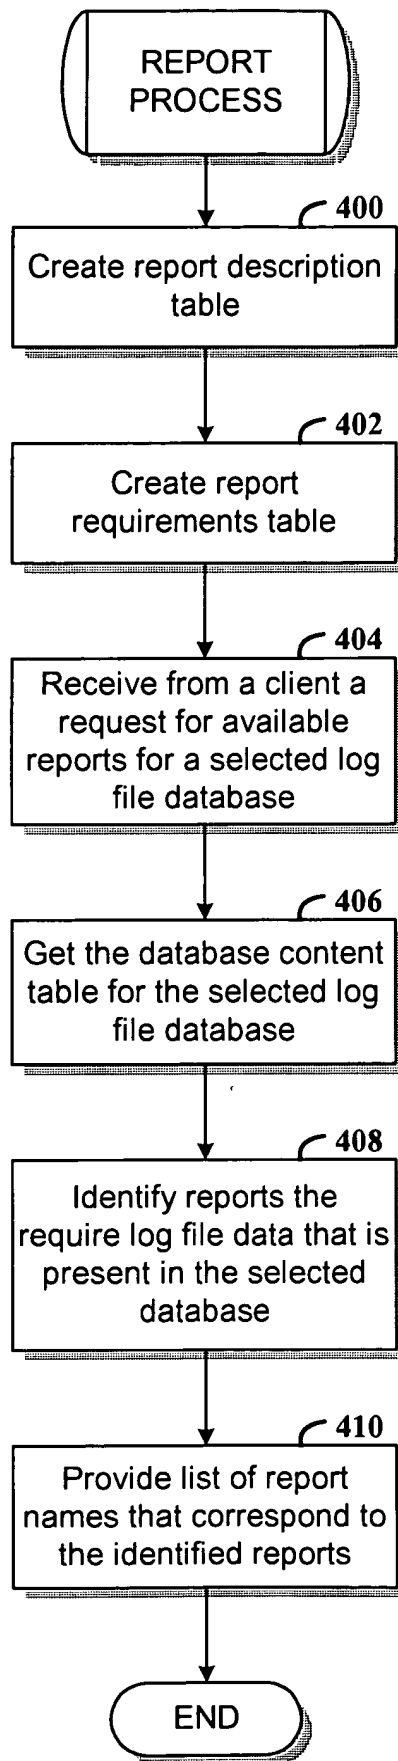 REPORT
PROCESS
400
Create report description
table
402
Create report
requirements table
404
Receive from a client a
request for available
reports for a selected log
file database
406
Get the database content
table for the selected log
file database
408
Identify reports the
require log file data that is
present in the selected
database
410
Provide list of report
names that correspond to
the identified reports
END